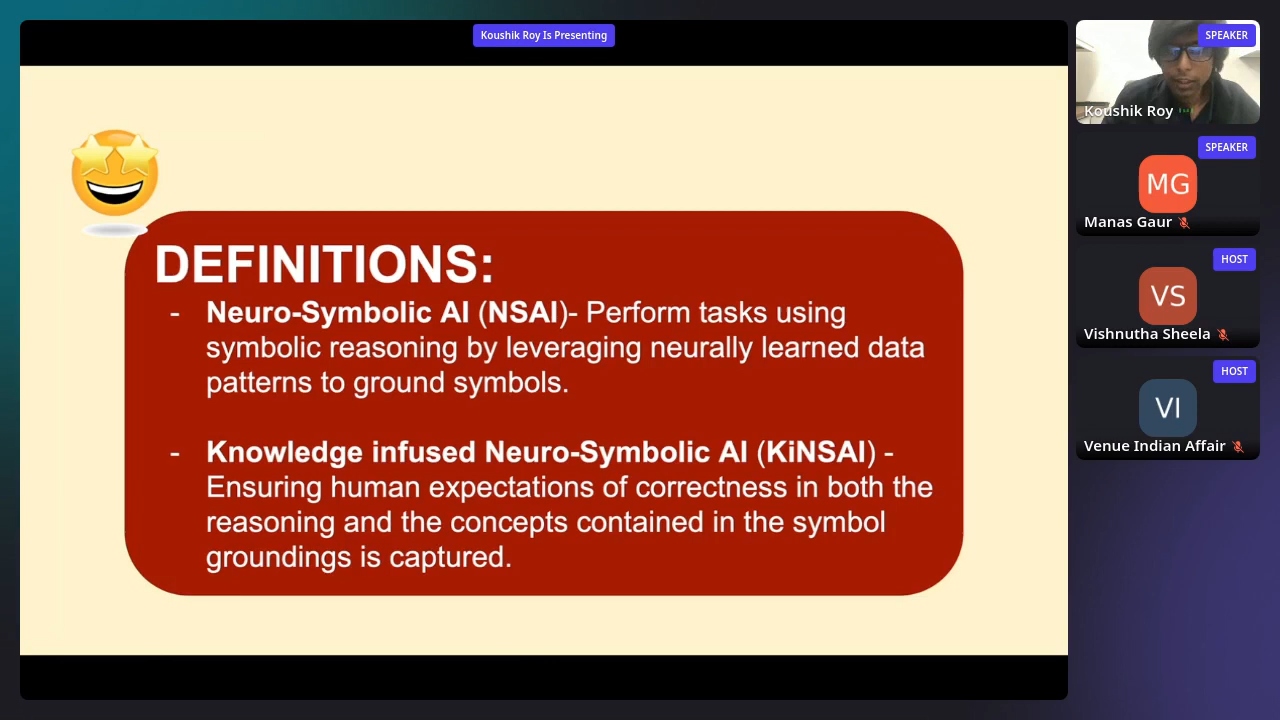 Koushik Roy Is Presenting
DEFINITIONS:
- Neuro-Symbolic AI (NSAI)- Perform tasks using
symbolic reasoning by leveraging neurally learned data
patterns to ground symbols.
- Knowledge infused Neuro-Symbolic AI (KiNSAI) -
Ensuring human expectations of correctness in both the
reasoning and the concepts contained in the symbol
groundings is captured.
SPEAKER
Koushik Roy
SPEAKER
MG
Manas Gaur
HOST
VS
Vishnutha Sheela
HOST
VI
Venue Indian Affair